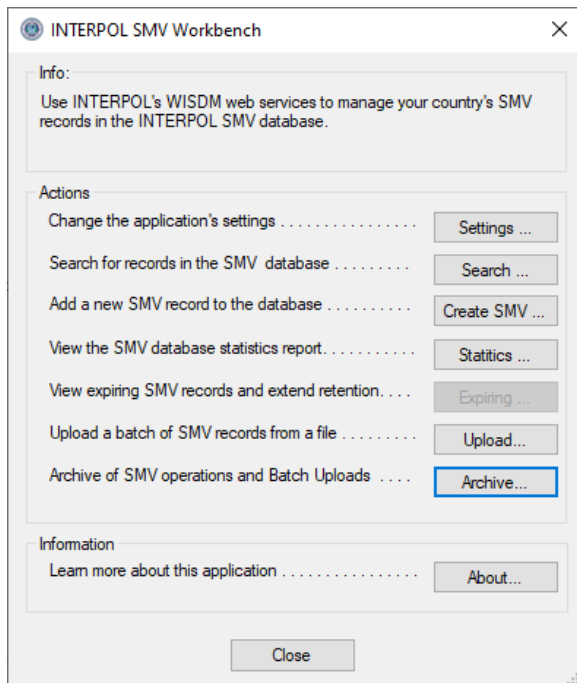 INTERPOL SMV Workbench
Info:
Use INTERPOL's WISDM web services to manage your country's SMV
records in the INTERPOL SMV database.
Actions
Change the application's settings . . . . . . . . . . . . . . . . Settings ...
Search for records in the SMV database . . . . . . . . . Search ...
Add a new SMV record to the database . . . . . . . . . . Create SMV ...
View the SMV database statistics report. . . . . . . . . . . Statitics ...
View expiring SMV records and extend retention. . . . Expiring ...
Upload a batch of SMV records from a file . . . . . . . . . Upload...
Archive of SMV operations and Batch Uploads . . . . Archive...
Information
Learn more about this application . . . . . . . . . . . . . . . . About...
Close